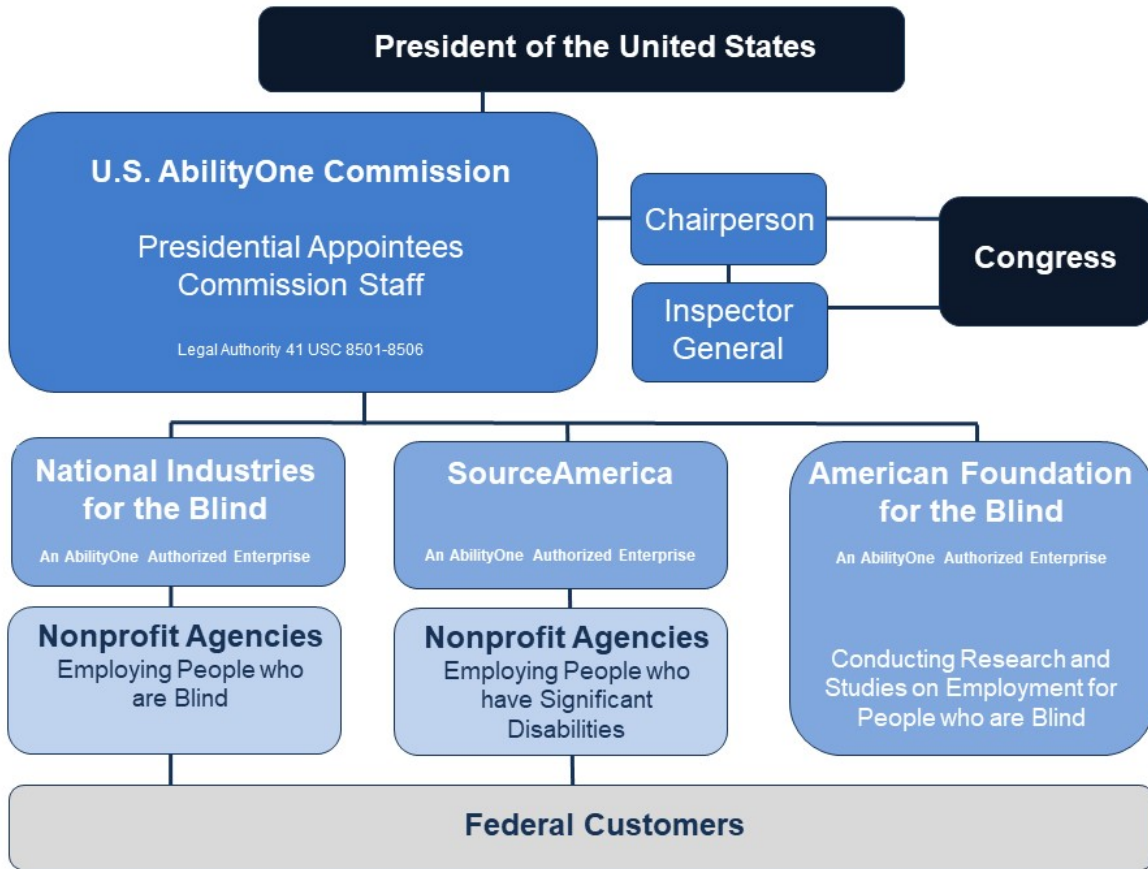 President of the United States
U.S. AbilityOne Commission
Presidential Appointees
Commission Staff
Legal Authority 41 USC 8501-8506
Chairperson
Inspector
General
Congress
National Industries
for the Blind
An AbilityOne Authorized Enterprise
SourceAmerica
An AbilityOne Authorized Enterprise
American Foundation
for the Blind
An AbilityOne Authorized Enterprise
Conducting Research and
Studies on Employment for
People who are Blind
Nonprofit Agencies
Employing People who
are Blind
Nonprofit Agencies
Employing People who
have Significant
Disabilities
Federal Customers